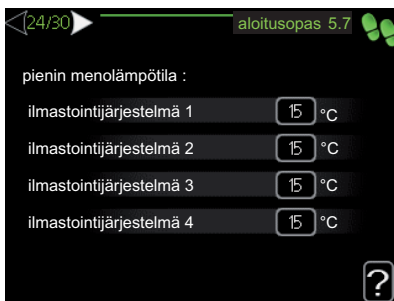 24/30
aloitusopas 5.7
pienin menolämpötila :
ilmastointijärjestelmä 1 15 °C
ilmastointijärjestelmä 2 15 °C
ilmastointijärjestelmä 3 15 °C
ilmastointijärjestelmä 4 15 °C
?